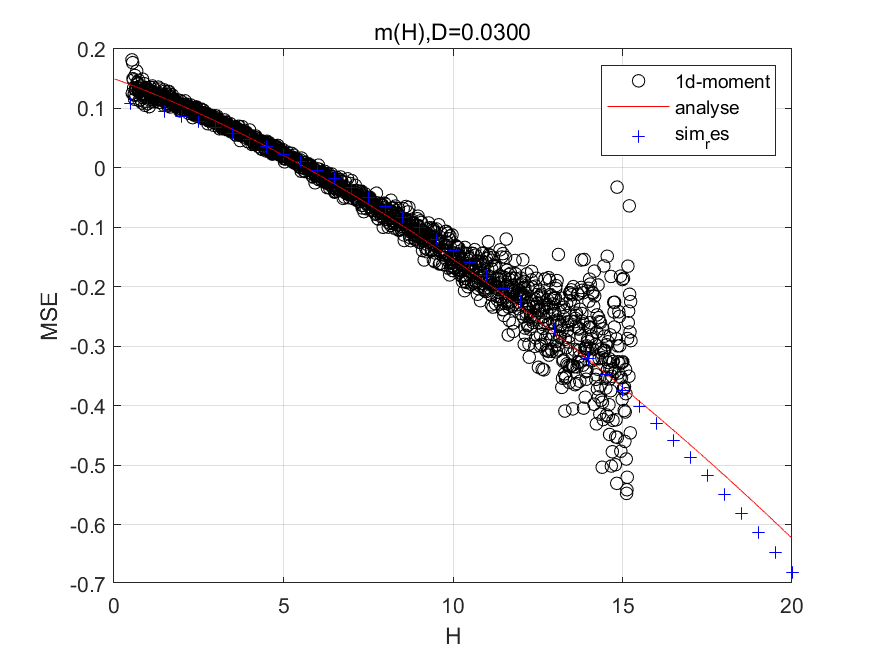 m(H),D=0.0300
1d-moment
analyse
sim_res
MSE
0.2
0.1
0
-0.1
-0.2
-0.3
-0.4
-0.5
-0.6
-0.7
0 5 10 15 20
H